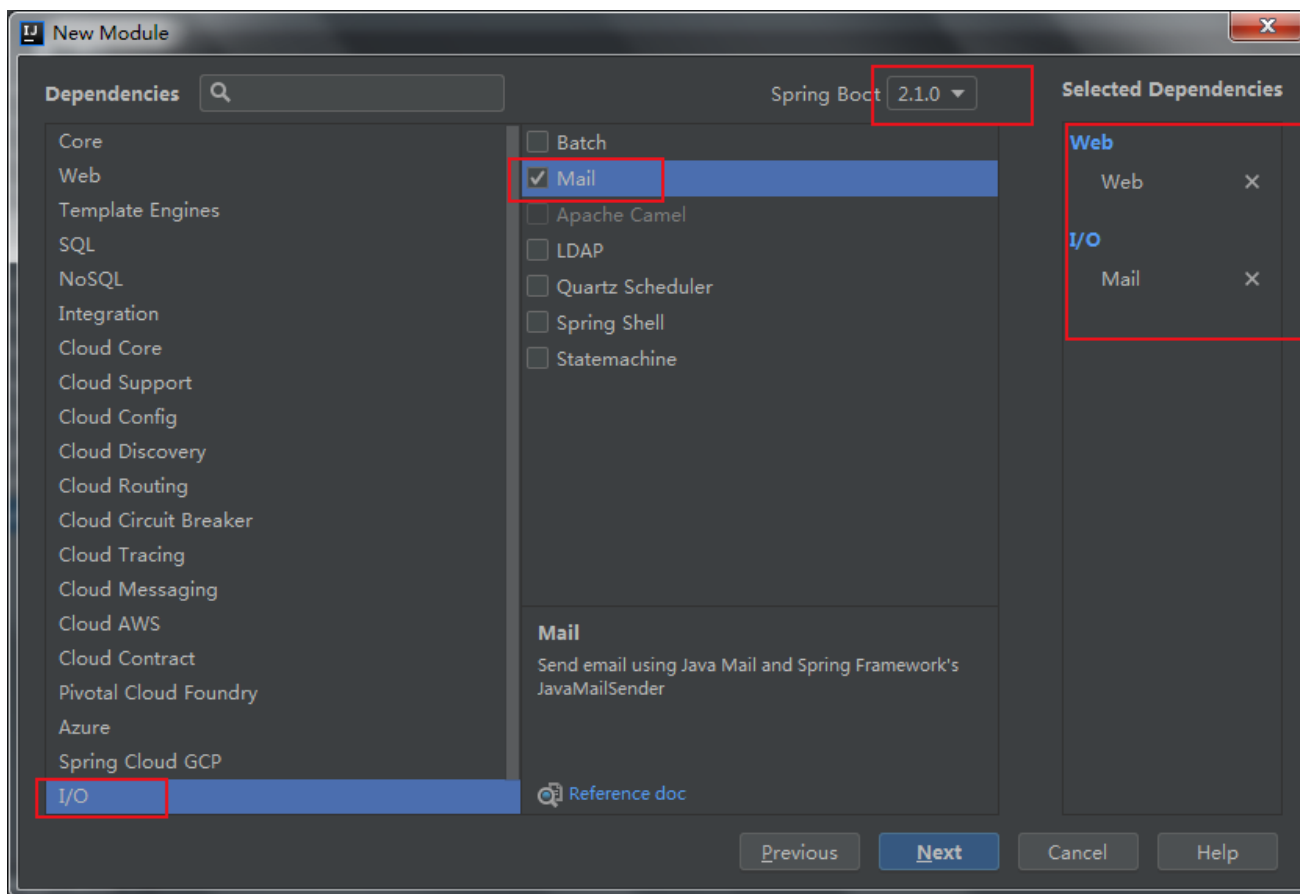 New Module
Dependencies
Spring Boot 2.1.0
Selected Dependencies
Core
Web
Template Engines
SQL
NoSQL
Integration
Cloud Core
Cloud Support
Cloud Config
Cloud Discovery
Cloud Routing
Cloud Circuit Breaker
Cloud Tracing
Cloud Messaging
Cloud AWS
Cloud Contract
Pivotal Cloud Foundry
Azure
Spring Cloud GCP
I/O
Batch
Mail
Apache Camel
LDAP
Quartz Scheduler
Spring Shell
Statemachine
Mail
Send email using Java Mail and Spring Framework's
JavaMailSender
Reference doc
Web
Web
I/O
Mail
Previous
Next
Cancel
Help